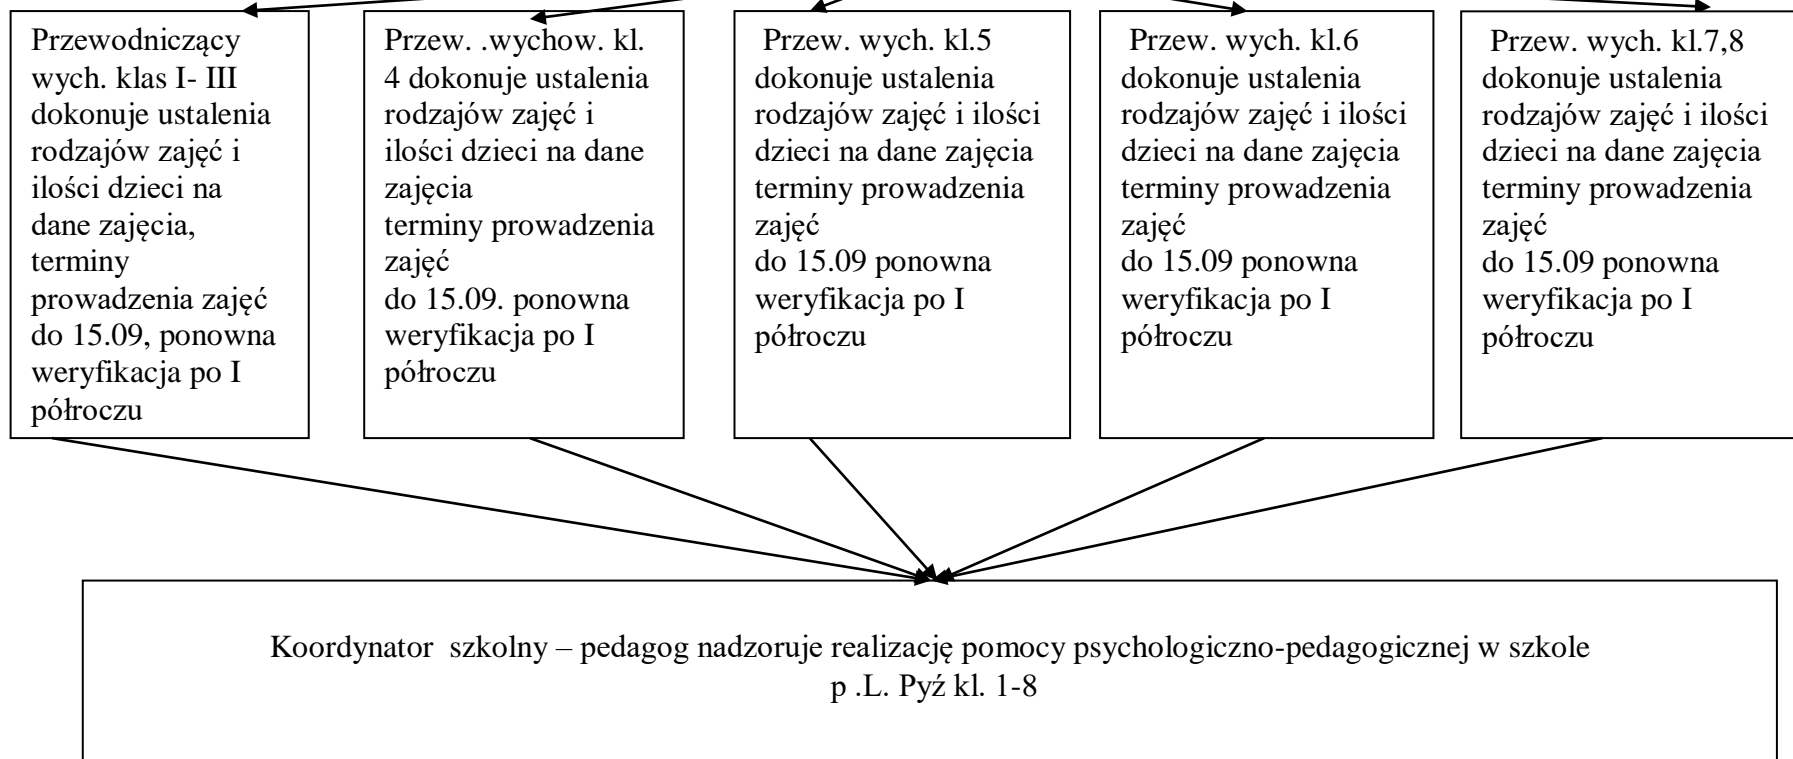 Przewodniczący
wych. klas I- III
dokonuje ustalenia
rodzajów zajęć i
ilości dzieci na
dane zajęcia,
terminy
prowadzenia zajęć
do 15.09, ponowna
weryfikacja po I
półroczu
Przew. .wychow. kl.
4 dokonuje ustalenia
rodzajów zajęć i
ilości dzieci na dane
zajęcia
terminy prowadzenia
zajęć
do 15.09. ponowna
weryfikacja po I
półroczu
Przew. wych. kl.5
dokonuje ustalenia
rodzajów zajęć i ilości
dzieci na dane zajęcia
terminy prowadzenia
zajęć
do 15.09 ponowna
weryfikacja po I
półroczu
Przew. wych. kl.6
dokonuje ustalenia
rodzajów zajęć i ilości
dzieci na dane zajęcia
terminy prowadzenia
zajęć
do 15.09 ponowna
weryfikacja po I
półroczu
Przew. wych. kl.7,8
dokonuje ustalenia
rodzajów zajęć i ilości
dzieci na dane zajęcia
terminy prowadzenia
zajęć
do 15.09 ponowna
weryfikacja po I
półroczu
Koordynator  szkolny – pedagog nadzoruje realizację pomocy psychologiczno-pedagogicznej w szkole
p .L. Pyź kl. 1-8